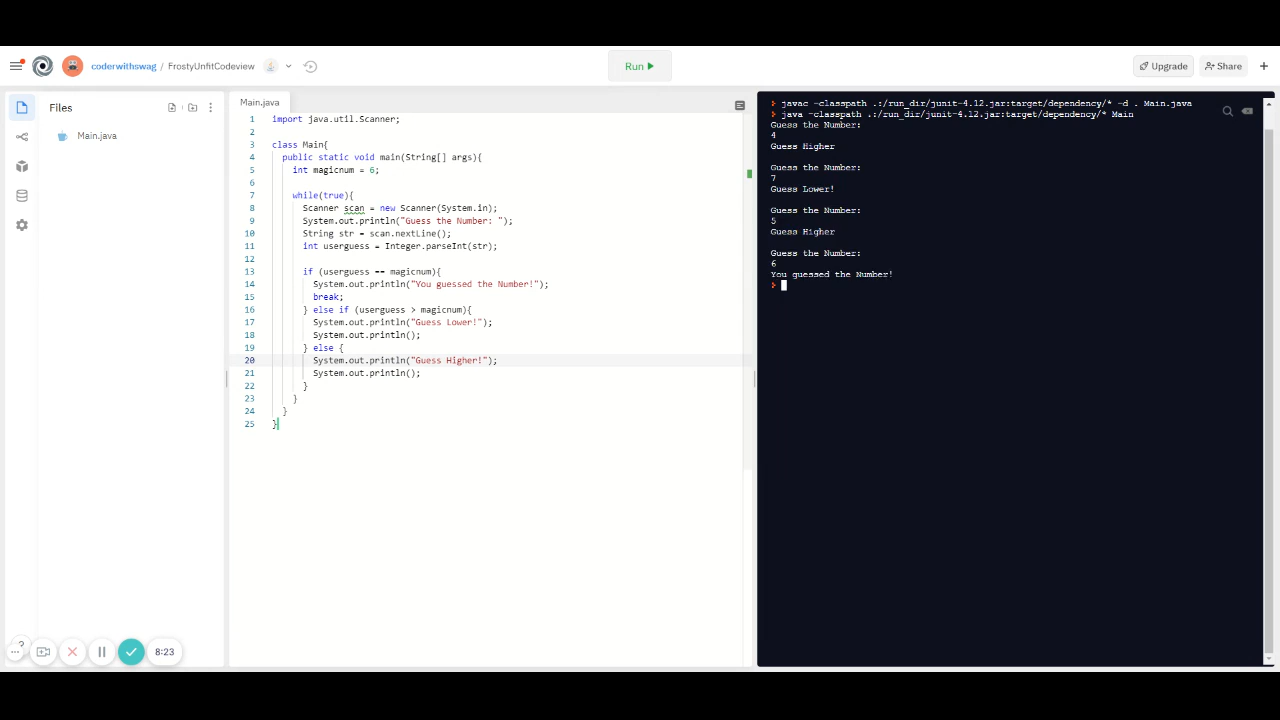 coderwithswag / FrostyUnfitCodeview
Run
Upgrade
Share
Files
Main.java
Main.java
1 import java.util.Scanner;
2
3 class Main{
4 public static void main(String[] args){
5 int magicnum = 6;
6
7 while(true){
8 Scanner scan = new Scanner(System.in);
9 System.out.println("Guess the Number: ");
10 String str = scan.nextLine();
11 int userguess = Integer.parseInt(str);
12
13 if (userguess == magicnum){
14 System.out.println("You guessed the Number!");
15 break;
16 } else if (userguess > magicnum){
17 System.out.println("Guess Lower!");
18 System.out.println();
19 } else {
20 System.out.println("Guess Higher!");
21 System.out.println();
22 }
23 }
24 }
25 }
javac -classpath .:/run_dir/junit-4.12.jar:target/dependency/* -d . Main.java
java -classpath .:/run_dir/junit-4.12.jar:target/dependency/* Main
Guess the Number:
4
Guess Higher
Guess the Number:
7
Guess Lower!
Guess the Number:
5
Guess Higher
Guess the Number:
6
You guessed the Number!
?
8:23